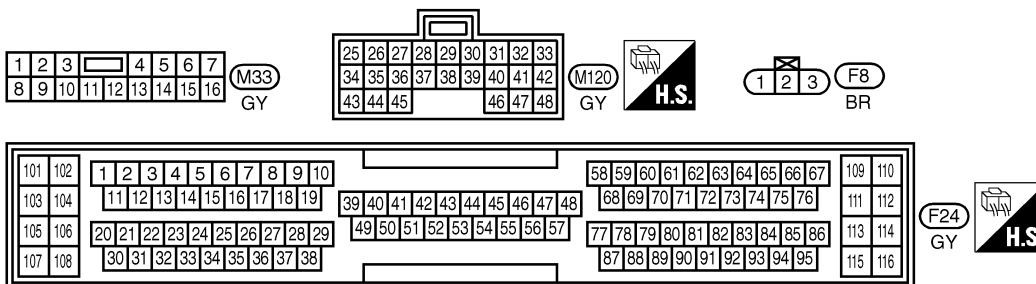 1 2 3 4 5 6 7
8 9 10 11 12 13 14 15 16
M33
GY
25 26 27 28 29 30 31 32 33
34 35 36 37 38 39 40 41 42
43 44 45 46 47 48
M120
GY
H.S.
1 2 3
F8
BR
101 102
103 104
105 106
107 108
1 2 3 4 5 6 7 8 9 10
11 12 13 14 15 16 17 18 19
20 21 22 23 24 25 26 27 28 29
30 31 32 33 34 35 36 37 38
39 40 41 42 43 44 45 46 47 48
49 50 51 52 53 54 55 56 57
58 59 60 61 62 63 64 65 66 67
68 69 70 71 72 73 74 75 76
77 78 79 80 81 82 83 84 85 86
87 88 89 90 91 92 93 94 95
109 110
111 112
113 114
115 116
F24
GY
H.S